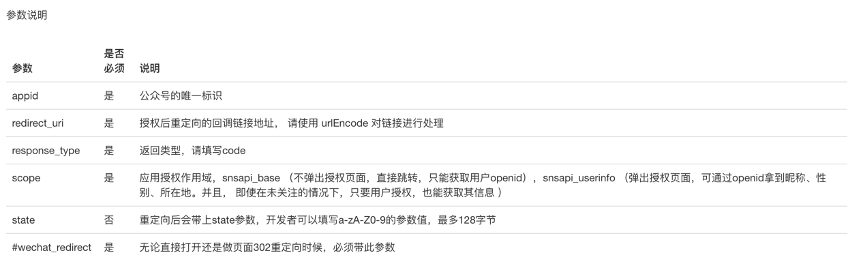 参数说明
参数 是否必须 说明
appid 是 公众号的唯一标识
redirect_uri 是 授权后重定向的回调链接地址， 请使用 urlEncode 对链接进行处理
response_type 是 返回类型，请填写code
scope 是 应用授权作用域，snsapi_base （不弹出授权页面，直接跳转，只能获取用户openid），snsapi_userinfo （弹出授权页面，可通过openid拿到昵称、性
别、所在地。并且， 即使在未关注的情况下，只要用户授权，也能获取其信息 ）
state 否 重定向后会带上state参数，开发者可以填写a-zA-Z0-9的参数值，最多128字节
#wechat_redirect 是 无论直接打开还是做页面302重定向时候，必须带此参数